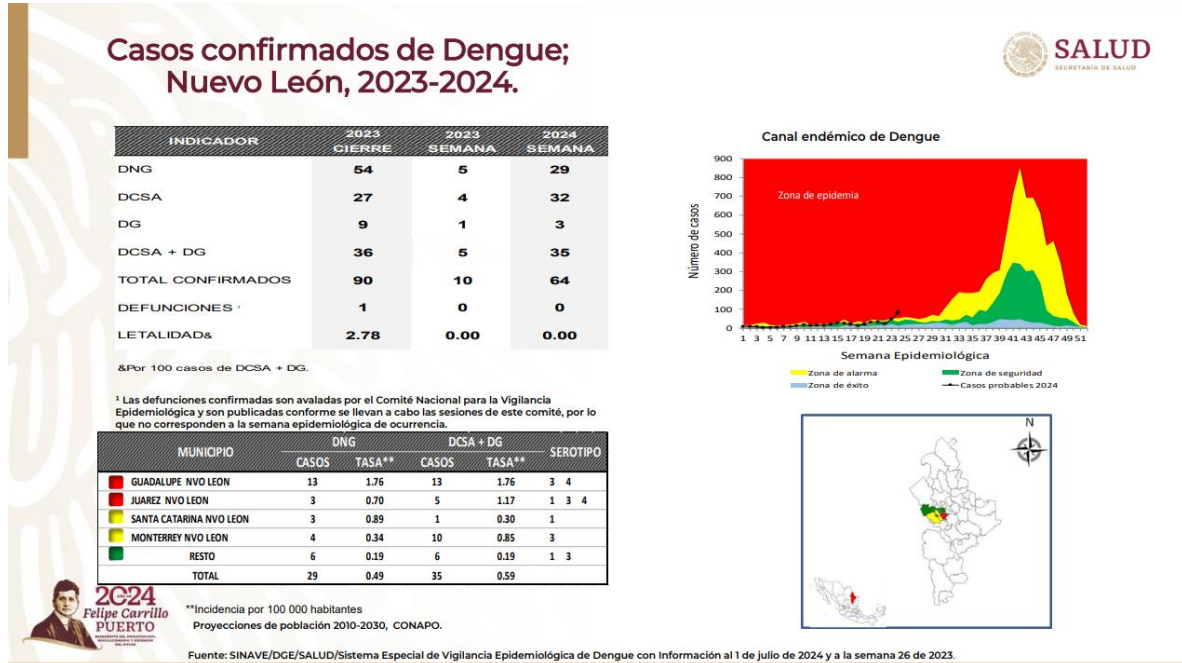 Casos confirmados de Dengue;
Nuevo León, 2023-2024.
SALUD
SECRETARÍA DE SALUD
INDICADOR 2023 CIERRE 2023 SEMANA 2024 SEMANA
DNG 54 5 29
DCSA 27 4 32
DG 9 1 3
DCSA + DG 36 5 35
TOTAL CONFIRMADOS 90 10 64
DEFUNCIONES ¹ 1 0 0
LETALIDAD& 2.78 0.00 0.00
&Por 100 casos de DCSA + DG.
¹ Las defunciones confirmadas son avaladas por el Comité Nacional para la Vigilancia
Epidemiológica y son publicadas conforme se llevan a cabo las sesiones de este comité, por lo
que no corresponden a la semana epidemiológica de ocurrencia.
MUNICIPIO DNG DCSA + DG SEROTIPO
CASOS TASA** CASOS TASA**
GUADALUPE NVO LEON 13 1.76 13 1.76 3 4
JUAREZ NVO LEON 3 0.70 5 1.17 1 3 4
SANTA CATARINA NVO LEON 3 0.89 1 0.30 1
MONTERREY NVO LEON 4 0.34 10 0.85 3
RESTO 6 0.19 6 0.19 1 3
TOTAL 29 0.49 35 0.59
**Incidencia por 100 000 habitantes
Proyecciones de población 2010-2030, CONAPO.
2024
Felipe Carrillo
PUERTO
Canal endémico de Dengue
Número de casos
900
800
700
600
500
400
300
200
100
0
Zona de epidemia
1 3 5 7 9 11 13 15 17 19 21 23 25 27 29 31 33 35 37 39 41 43 45 47 49 51
Semana Epidemiológica
Zona de alarma Zona de seguridad
Zona de éxito Casos probables 2024
N
Fuente: SINAVE/DGE/SALUD/Sistema Especial de Vigilancia Epidemiológica de Dengue con Información al 1 de julio de 2024 y a la semana 26 de 2023.